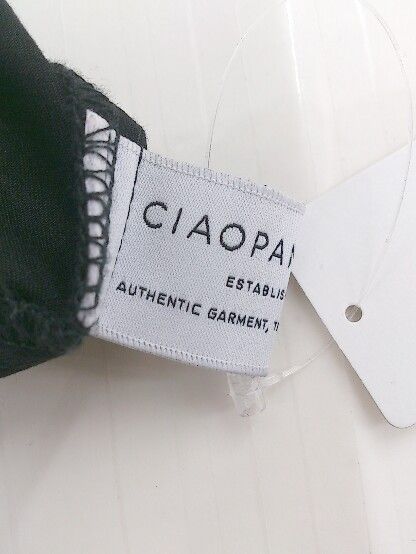 CIAOPA
ESTABLIS
AUTHENTIC GARMENT, T